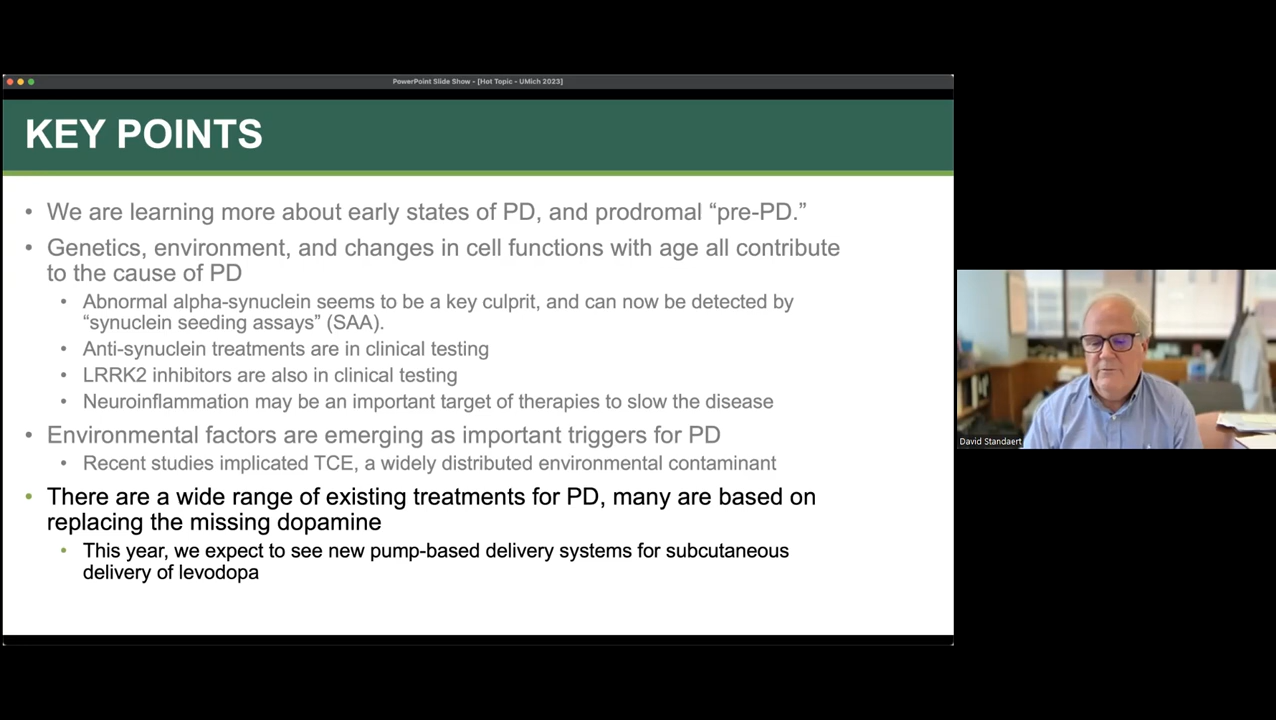 PowerPoint Slide Show - [Hot Topic - UMich 2023]
KEY POINTS
• We are learning more about early states of PD, and prodromal “pre-PD.”
• Genetics, environment, and changes in cell functions with age all contribute
to the cause of PD
• Abnormal alpha-synuclein seems to be a key culprit, and can now be detected by
“synuclein seeding assays” (SAA).
• Anti-synuclein treatments are in clinical testing
• LRRK2 inhibitors are also in clinical testing
• Neuroinflammation may be an important target of therapies to slow the disease
• Environmental factors are emerging as important triggers for PD
• Recent studies implicated TCE, a widely distributed environmental contaminant
• There are a wide range of existing treatments for PD, many are based on
replacing the missing dopamine
• This year, we expect to see new pump-based delivery systems for subcutaneous
delivery of levodopa
David Standaert